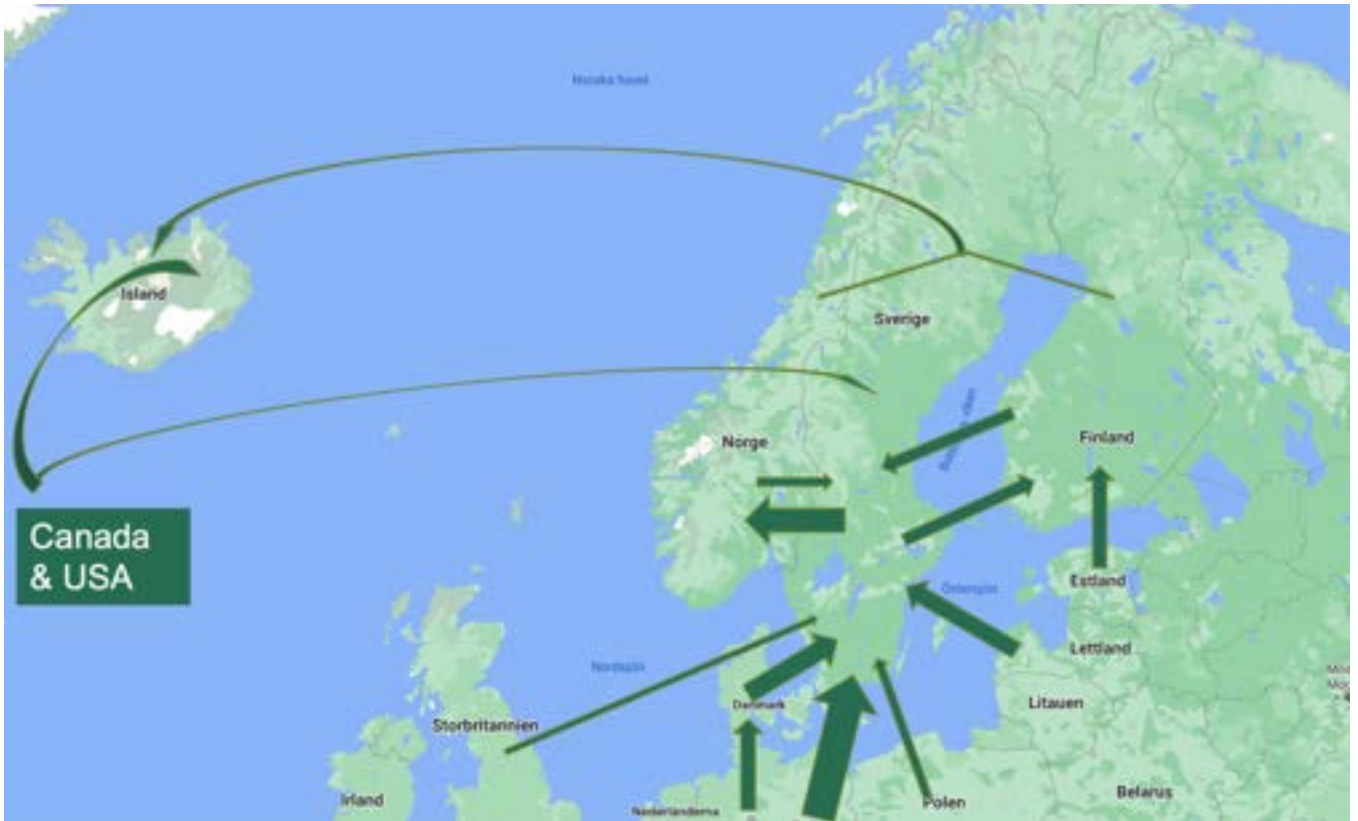 Norska havet
Island
Sverige
Norge
Finland
Canada
& USA
Estland
Östersjön
Lettland
Nordsjön
Danmark
Litauen
Storbritannien
Irland
Nederländerna
Polen
Belarus